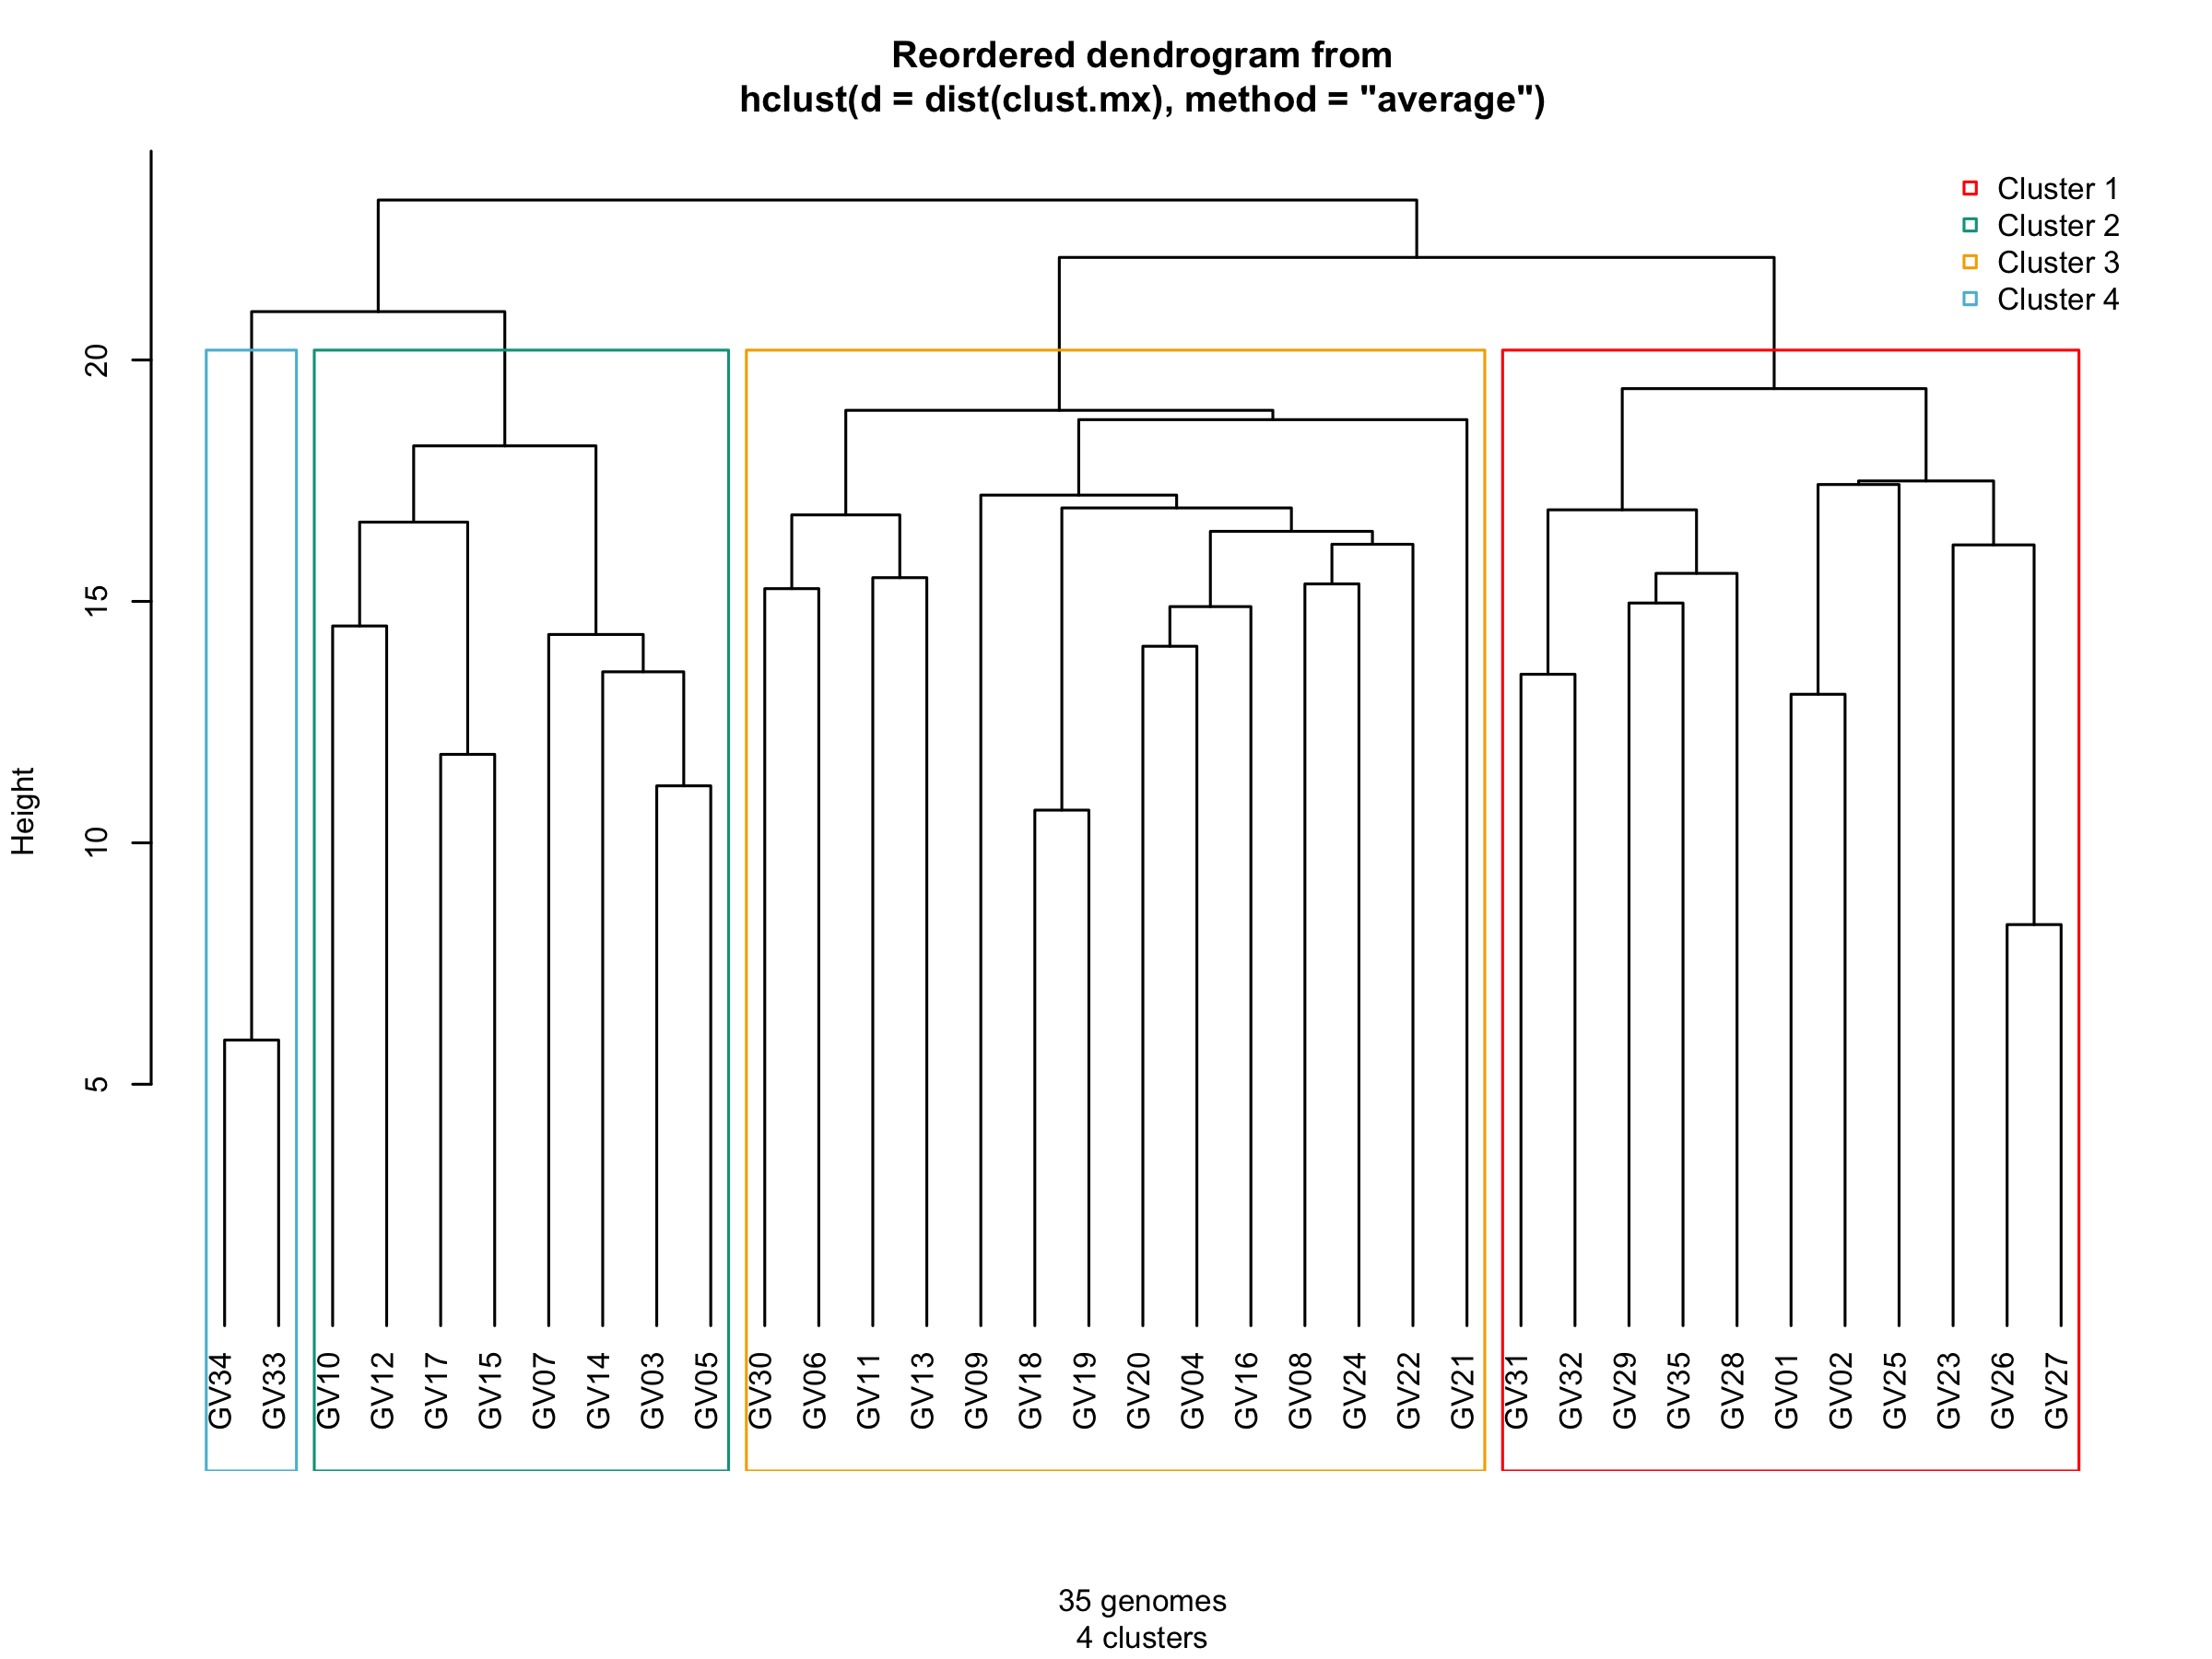 Reordered dendrogram from
hclust(d = dist(clust.mx), method = "average")
Cluster 1
Cluster 2
Cluster 3
Cluster 4
Height
20
15
10
5
GV34
GV33
GV10
GV12
GV17
GV15
GV07
GV14
GV03
GV05
GV30
GV06
GV11
GV13
GV09
GV18
GV19
GV20
GV04
GV16
GV08
GV24
GV22
GV21
GV31
GV32
GV29
GV35
GV28
GV01
GV02
GV25
GV23
GV26
GV27
35 genomes
4 clusters